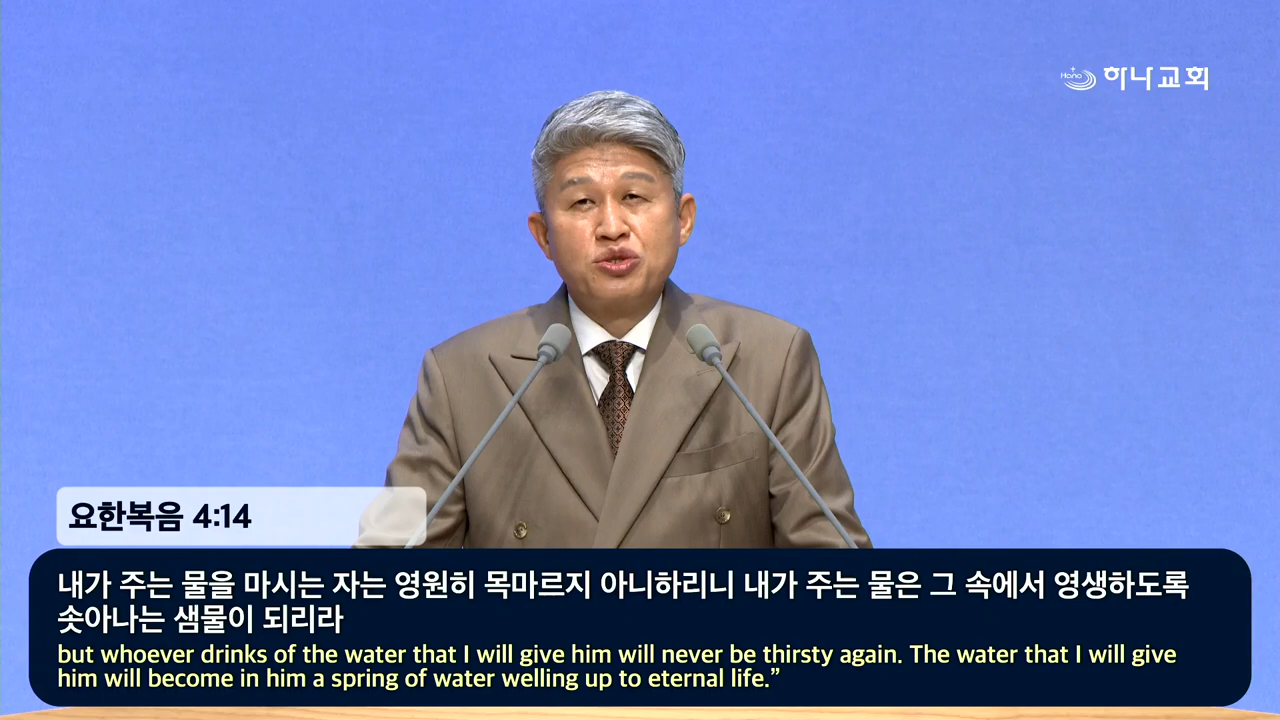 Hana 하나교회
요한복음 4:14
내가 주는 물을 마시는 자는 영원히 목마르지 아니하리니 내가 주는 물은 그 속에서 영생하도록
솟아나는 샘물이 되리라
but whoever drinks of the water that I will give him will never be thirsty again. The water that I will give
him will become in him a spring of water welling up to eternal life.”